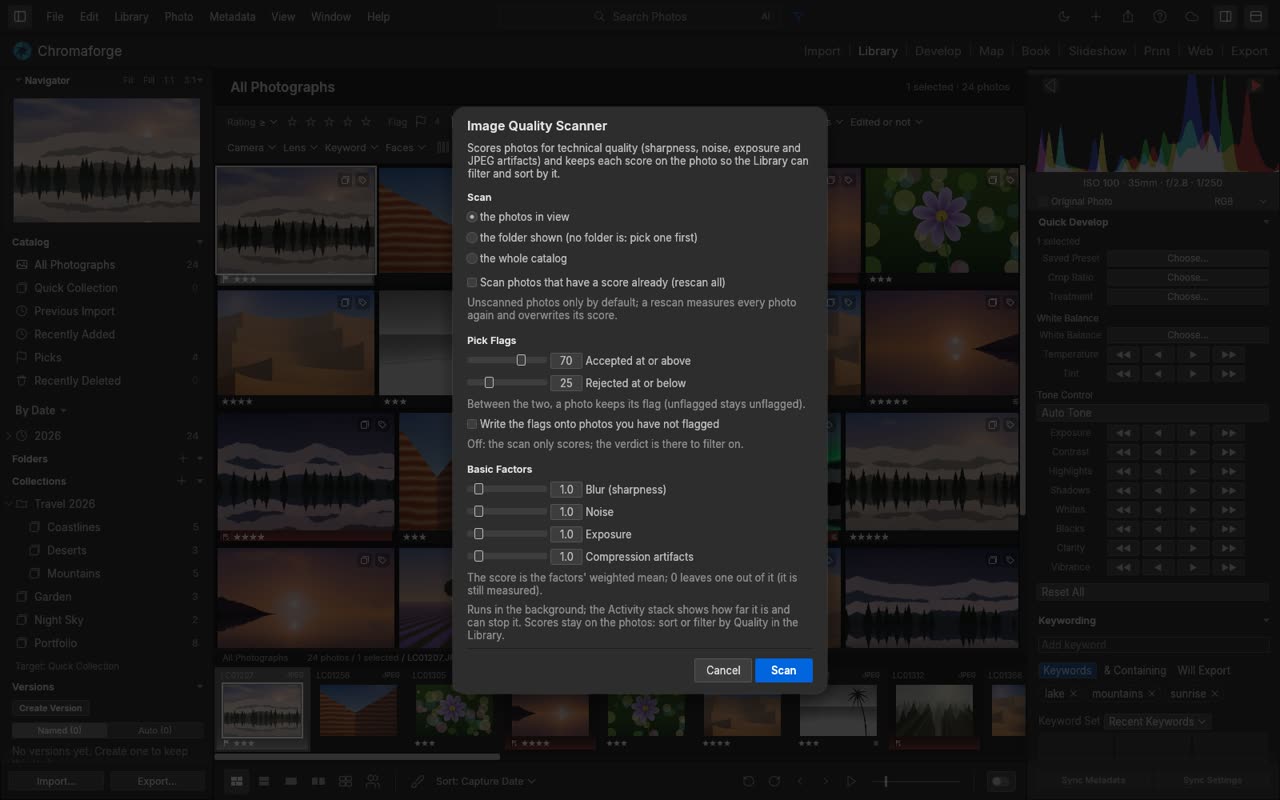 File Edit Library Photo Metadata View Window Help
Search Photos AI
Chromaforge
Import Library Develop Map Book Slideshow Print Web Export
Navigator Fit Fill 1:1 3:1
All Photographs
1 selected · 24 photos
Rating ≥ Flag
Edited or not
Camera Lens Keyword Faces
ISO 100 · 35mm · f/2.8 · 1/250
Original Photo RGB
Catalog
All Photographs 24
Quick Collection 0
Previous Import 0
Recently Added 0
Picks 4
Recently Deleted 0
By Date
2026 24
Folders
Collections
Travel 2026
Coastlines 5
Deserts 3
Mountains 5
Garden 3
Night Sky 2
Portfolio 8
Target: Quick Collection
Versions
Create Version
Named (0) Auto (0)
No versions yet. Create one to keep
Import... Export...
Image Quality Scanner
Scores photos for technical quality (sharpness, noise, exposure and
JPEG artifacts) and keeps each score on the photo so the Library can
filter and sort by it.
Scan
the photos in view
the folder shown (no folder is: pick one first)
the whole catalog
Scan photos that have a score already (rescan all)
Unscanned photos only by default; a rescan measures every photo
again and overwrites its score.
Pick Flags
70 Accepted at or above
25 Rejected at or below
Between the two, a photo keeps its flag (unflagged stays unflagged).
Write the flags onto photos you have not flagged
Off: the scan only scores; the verdict is there to filter on.
Basic Factors
1.0 Blur (sharpness)
1.0 Noise
1.0 Exposure
1.0 Compression artifacts
The score is the factors' weighted mean; 0 leaves one out of it (it is
still measured).
Runs in the background; the Activity stack shows how far it is and
can stop it. Scores stay on the photos: sort or filter by Quality in the
Library.
Cancel Scan
Quick Develop
1 selected
Saved Preset Choose...
Crop Ratio Choose...
Treatment Choose...
White Balance
White Balance Choose...
Temperature
Tint
Tone Control
Auto Tone
Exposure
Contrast
Highlights
Shadows
Whites
Blacks
Clarity
Vibrance
Reset All
Keywording
Add keyword
Keywords & Containing Will Export
lake mountains sunrise
Keyword Set Recent Keywords
Sync Metadata Sync Settings
All Photographs 24 photos / 1 selected
Sort: Capture Date